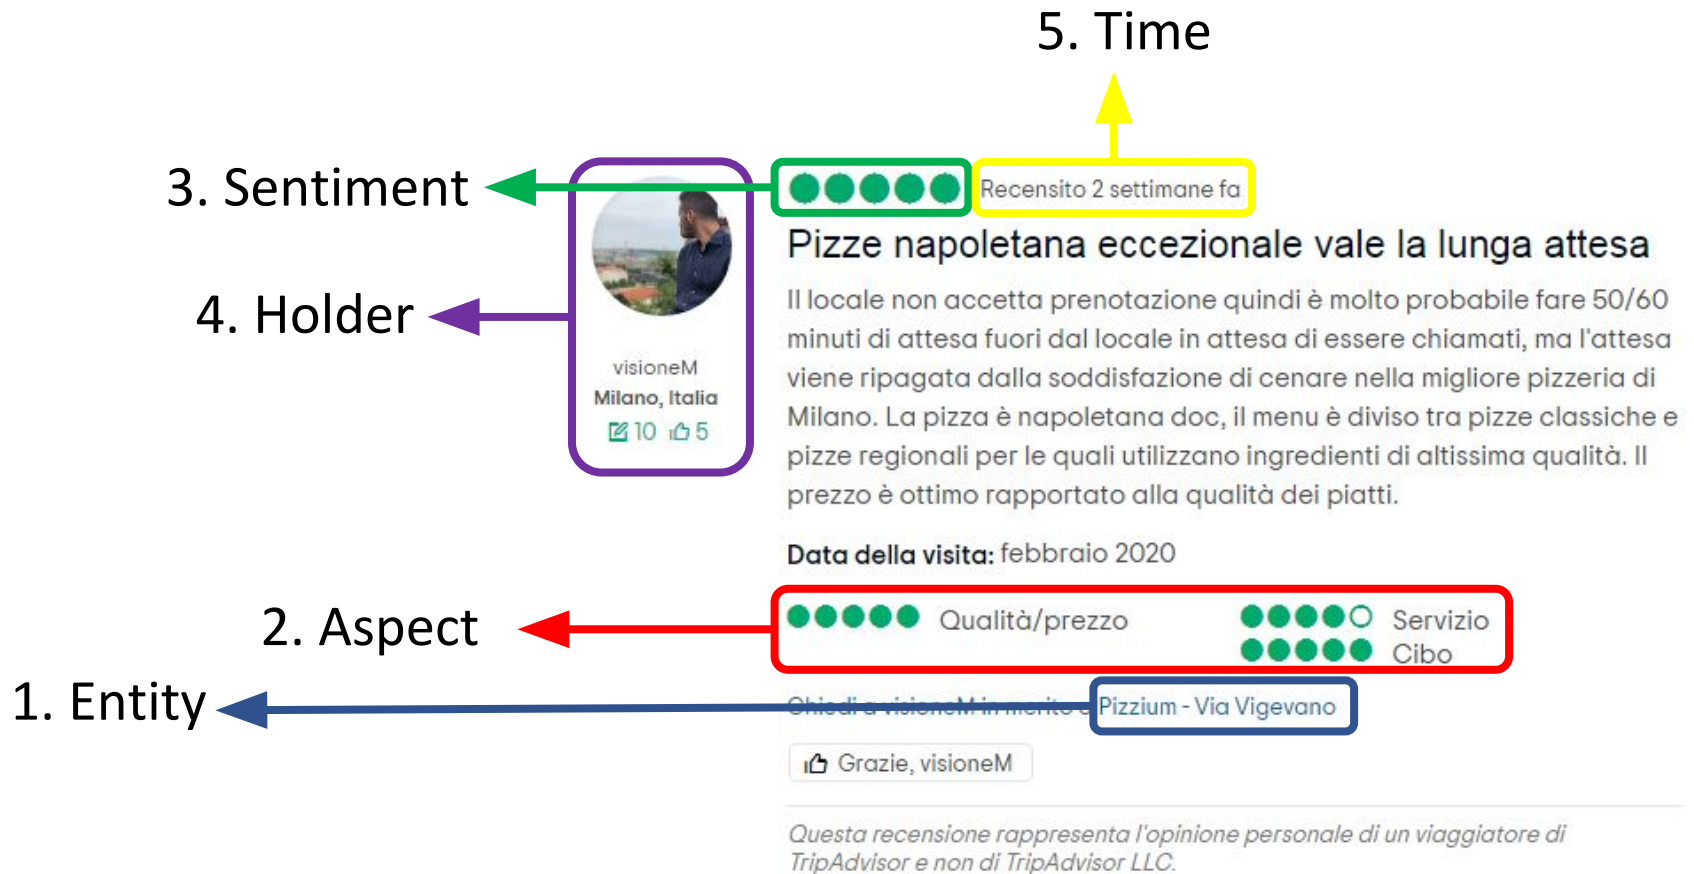 5. Time
3. Sentiment
Recensito 2 settimane fa
Pizze napoletana eccezionale vale la lunga attesa
4. Holder
visioneM
Milano, Italia
10 5
Il locale non accetta prenotazione quindi è molto probabile fare 50/60
minuti di attesa fuori dal locale in attesa di essere chiamati, ma l'attesa
viene ripagata dalla soddisfazione di cenare nella migliore pizzeria di
Milano. La pizza è napoletana doc, il menu è diviso tra pizze classiche e
pizze regionali per le quali utilizzano ingredienti di altissima qualità. Il
prezzo è ottimo rapportato alla qualità dei piatti.
Data della visita: febbraio 2020
2. Aspect
Qualità/prezzo Servizio
Cibo
1. Entity
Chiedi a visioneM in merito a Pizzium - Via Vigevano
Grazie, visioneM
Questa recensione rappresenta l'opinione personale di un viaggiatore di
TripAdvisor e non di TripAdvisor LLC.